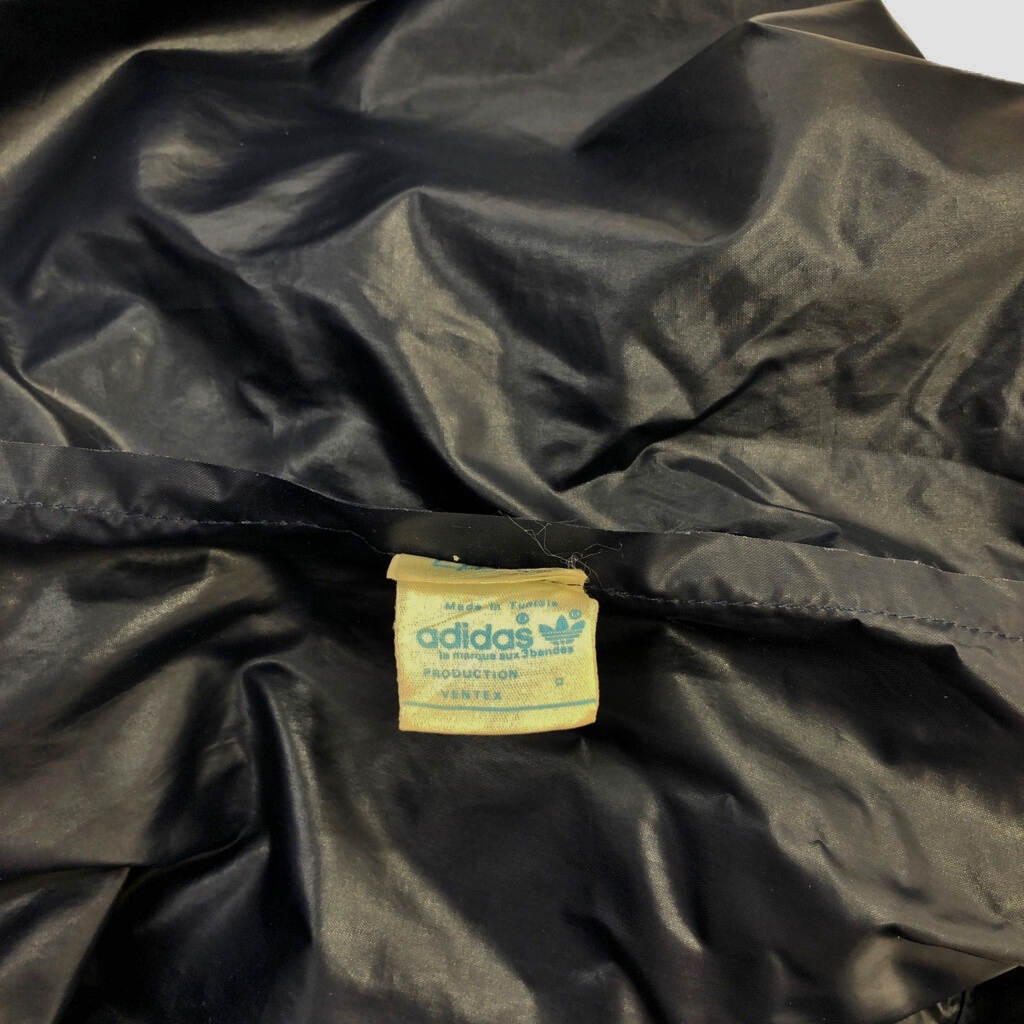 Made in Tunisia
adidas®
®
la marque aux 3 bandes
PRODUCTION
VENTEX